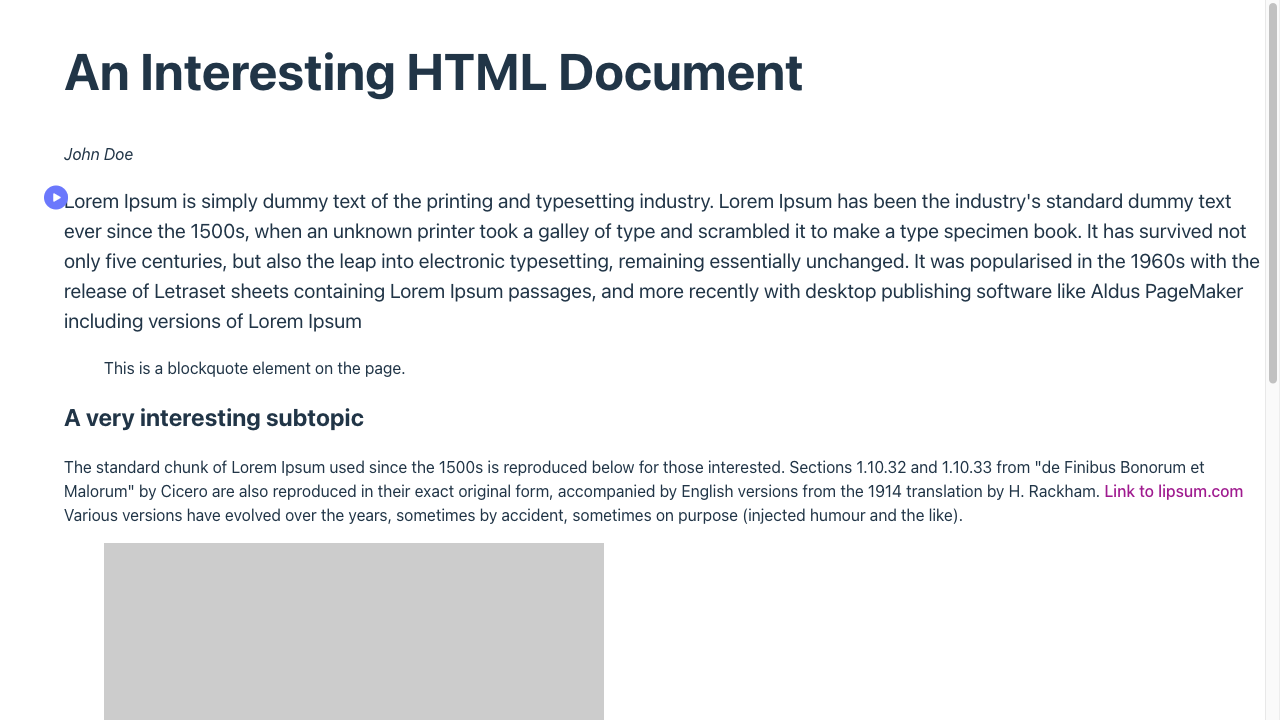 An Interesting HTML Document
John Doe
Lorem Ipsum is simply dummy text of the printing and typesetting industry. Lorem Ipsum has been the industry's standard dummy text
ever since the 1500s, when an unknown printer took a galley of type and scrambled it to make a type specimen book. It has survived not
only five centuries, but also the leap into electronic typesetting, remaining essentially unchanged. It was popularised in the 1960s with the
release of Letraset sheets containing Lorem Ipsum passages, and more recently with desktop publishing software like Aldus PageMaker
including versions of Lorem Ipsum
This is a blockquote element on the page.
A very interesting subtopic
The standard chunk of Lorem Ipsum used since the 1500s is reproduced below for those interested. Sections 1.10.32 and 1.10.33 from "de Finibus Bonorum et
Malorum" by Cicero are also reproduced in their exact original form, accompanied by English versions from the 1914 translation by H. Rackham. Link to lipsum.com
Various versions have evolved over the years, sometimes by accident, sometimes on purpose (injected humour and the like).